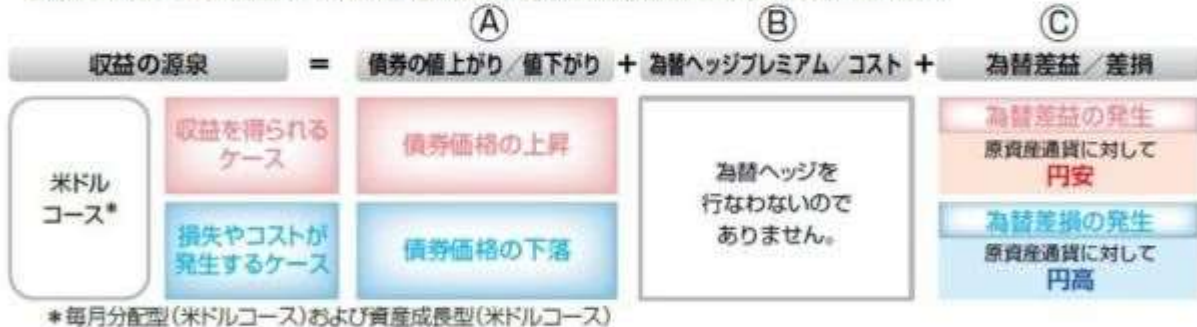 Ⓐ Ⓑ Ⓒ
収益の源泉 = 債券の値上がり/値下がり + 為替ヘッジプレミアム/コスト + 為替差益/差損
米ドル
コース*
収益を得られる
ケース
債券価格の上昇
損失やコストが
発生するケース
債券価格の下落
為替ヘッジを
行なわないので
ありません。
為替差益の発生
原資産通貨に対して
円安
為替差損の発生
原資産通貨に対して
円高
*毎月分配型(米ドルコース)および資産成長型(米ドルコース)